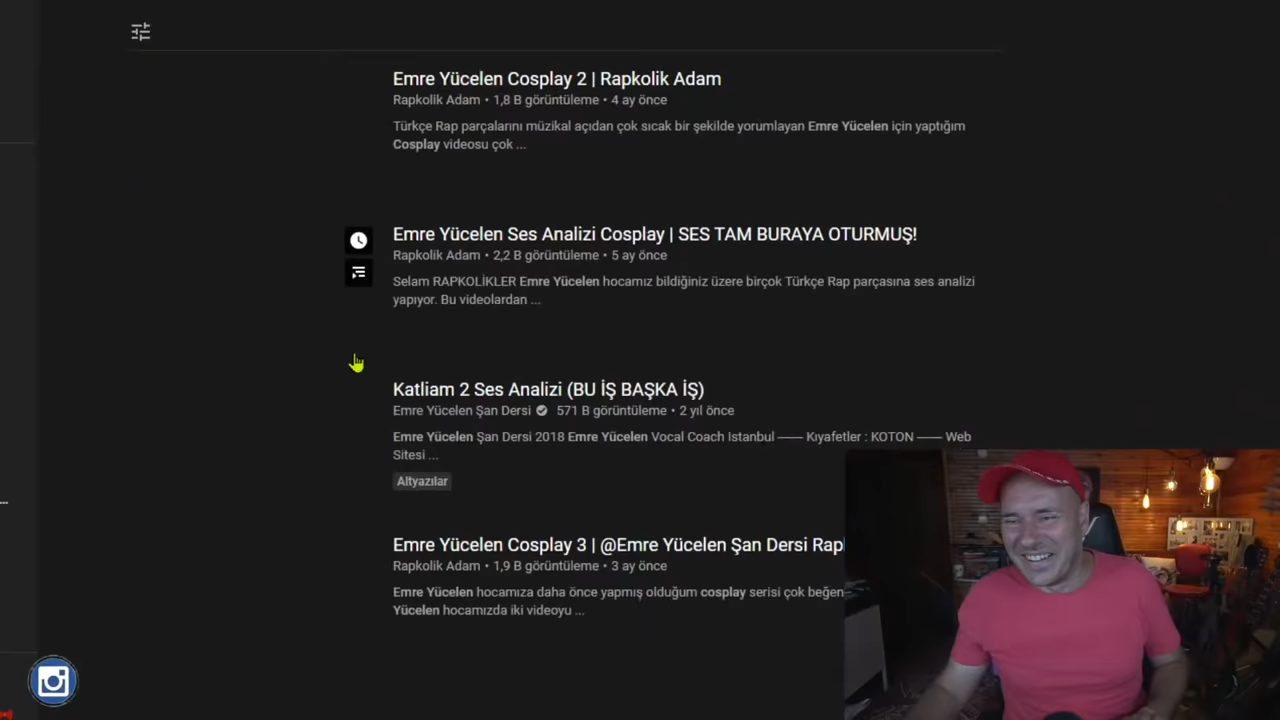 Emre Yücelen Cosplay 2 | Rapkolik Adam
Rapkolik Adam • 1,8 B görüntüleme • 4 ay önce
Türkçe Rap parçalarını müzikal açıdan çok sıcak bir şekilde yorumlayan Emre Yücelen için yaptığım
Cosplay videosu çok ...
Emre Yücelen Ses Analizi Cosplay | SES TAM BURAYA OTURMUŞ!
Rapkolik Adam • 2,2 B görüntüleme • 5 ay önce
Selam RAPKOLİKLER Emre Yücelen hocamız bildiğiniz üzere birçok Türkçe Rap parçasına ses analizi
yapıyor. Bu videolardan ...
Katliam 2 Ses Analizi (BU İŞ BAŞKA İŞ)
Emre Yücelen Şan Dersi 571 B görüntüleme • 2 yıl önce
Emre Yücelen Şan Dersi 2018 Emre Yücelen Vocal Coach Istanbul —— Kıyafetler : KOTON —— Web
Sitesi ...
Altyazılar
Emre Yücelen Cosplay 3 | @Emre Yücelen Şan Dersi Rap
Rapkolik Adam • 1,9 B görüntüleme • 3 ay önce
Emre Yücelen hocamıza daha önce yapmış olduğum cosplay serisi çok beğen
Yücelen hocamızda iki videoyu ...